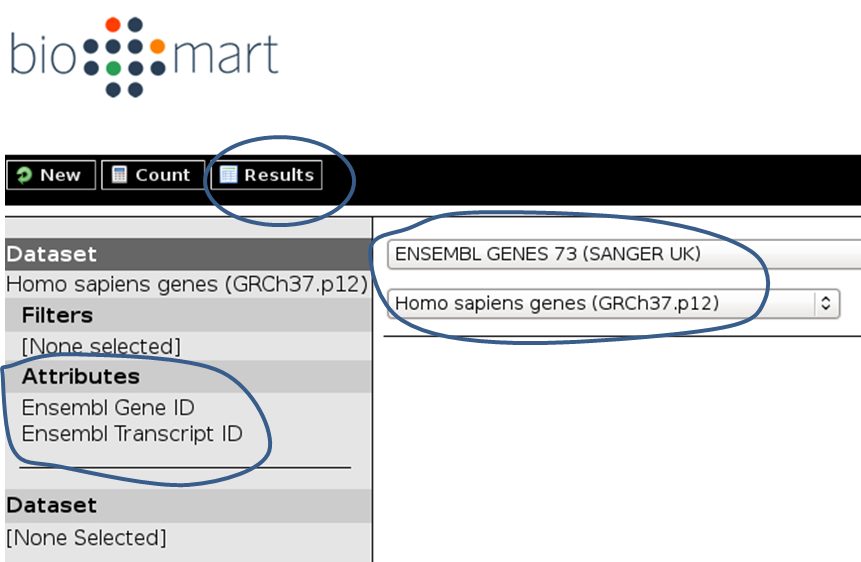 bio mart
New Count Results
Dataset
Homo sapiens genes (GRCh37.p12)
Filters
[None selected]
Attributes
Ensembl Gene ID
Ensembl Transcript ID
Dataset
[None Selected]
ENSEMBL GENES 73 (SANGER UK)
Homo sapiens genes (GRCh37.p12)